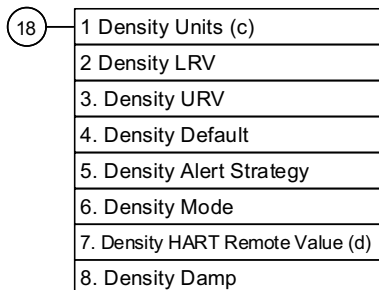 18
1 Density Units (c)
2 Density LRV
3. Density URV
4. Density Default
5. Density Alert Strategy
6. Density Mode
7. Density HART Remote Value (d)
8. Density Damp